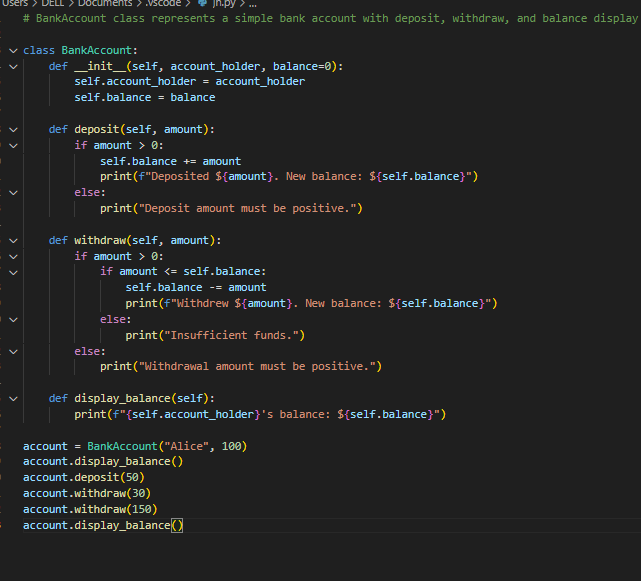 Users > DELL > Documents > .vscode > jn.py > ...
# BankAccount class represents a simple bank account with deposit, withdraw, and balance display
class BankAccount:
    def __init__(self, account_holder, balance=0):
        self.account_holder = account_holder
        self.balance = balance
    def deposit(self, amount):
        if amount > 0:
            self.balance += amount
            print(f"Deposited ${amount}. New balance: ${self.balance}")
        else:
            print("Deposit amount must be positive.")
    def withdraw(self, amount):
        if amount > 0:
            if amount <= self.balance:
                self.balance -= amount
                print(f"Withdrew ${amount}. New balance: ${self.balance}")
            else:
                print("Insufficient funds.")
        else:
            print("Withdrawal amount must be positive.")
    def display_balance(self):
        print(f"{self.account_holder}'s balance: ${self.balance}")
account = BankAccount("Alice", 100)
account.display_balance()
account.deposit(50)
account.withdraw(30)
account.withdraw(150)
account.display_balance()